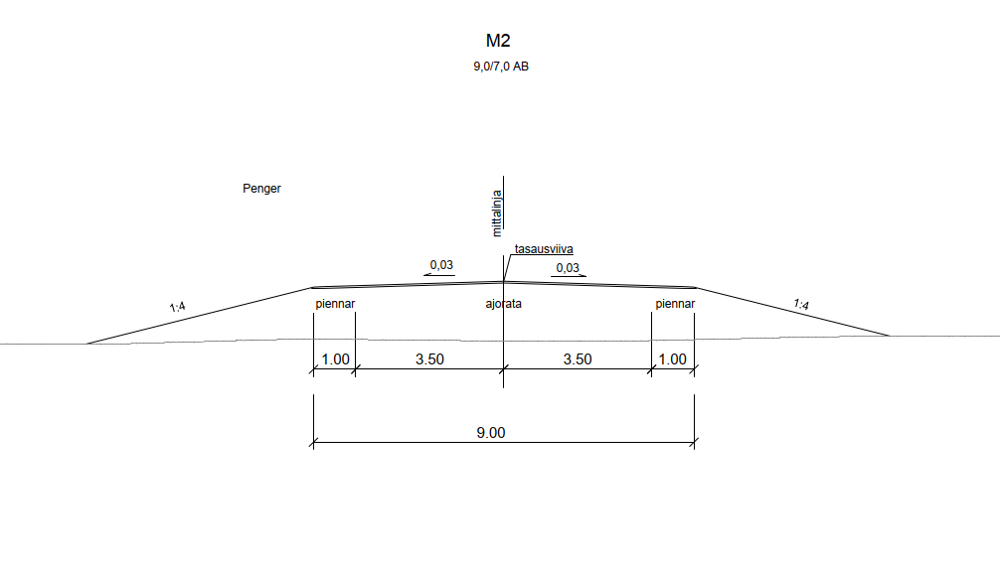 M2
9,0/7,0 AB
Penger
mittalinja
tasausviiva
0,03
0,03
1:4
1:4
piennar
ajorata
piennar
1.00
3.50
3.50
1.00
9.00